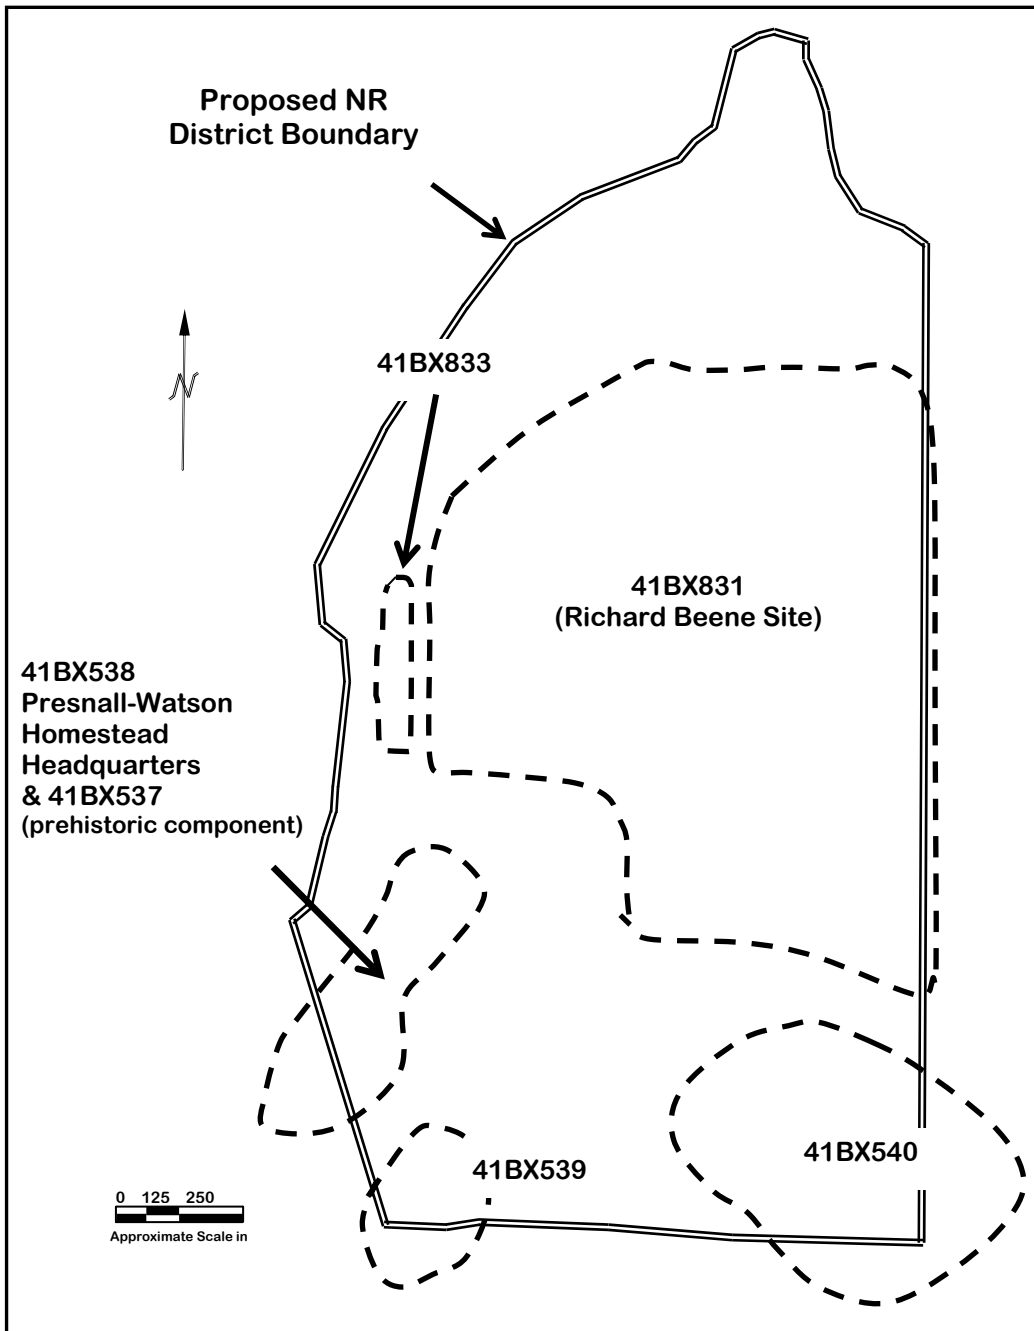 Proposed NR
District Boundary
N
41BX833
41BX831
(Richard Beene Site)
41BX538
Presnall-Watson
Homestead
Headquarters
& 41BX537
(prehistoric component)
41BX539
41BX540
0 125 250
Approximate Scale in